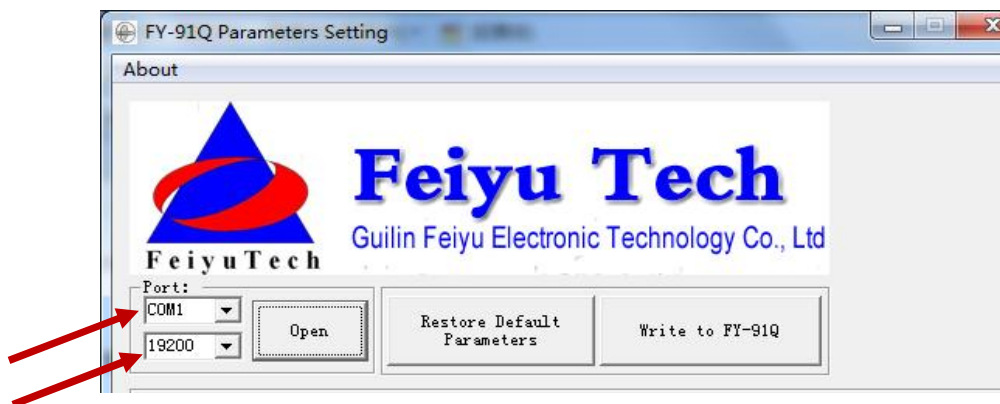 FY-91Q Parameters Setting
About
Feiyu Tech
Guilin Feiyu Electronic Technology Co., Ltd
FeiyuTech
Port:
COM1
19200
Open
Restore Default
Parameters
Write to FY-91Q